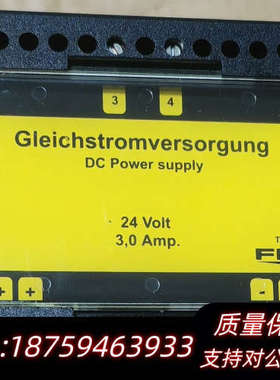 3 4
Gleichstromversorgung
DC Power supply
24 Volt
3,0 Amp.
+ + -
质量保
:18759463933
支持对公